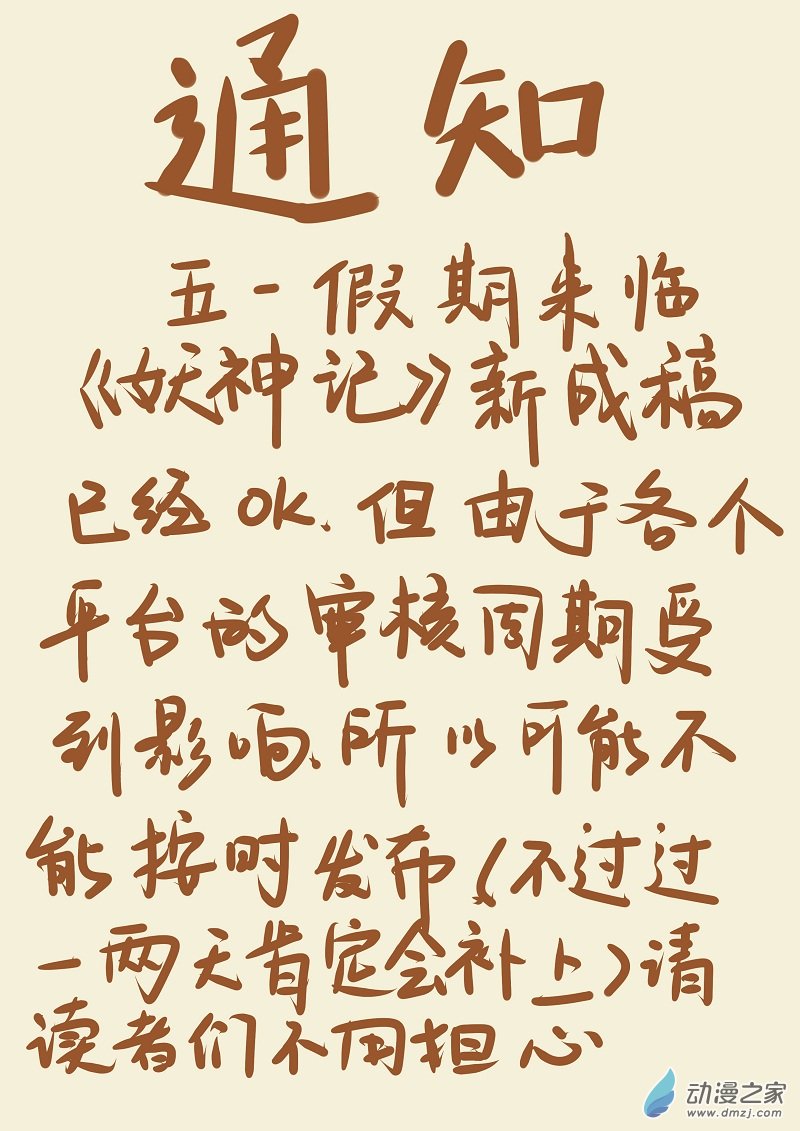 通知
五一假期来临
《妖神记》新成稿
已经OK.但由于各个
平台的审核周期受
到影响.所以可能不
能按时发布(不过过
一两天肯定会补上)请
读者们不用担心
动漫之家
www.dmzj.com